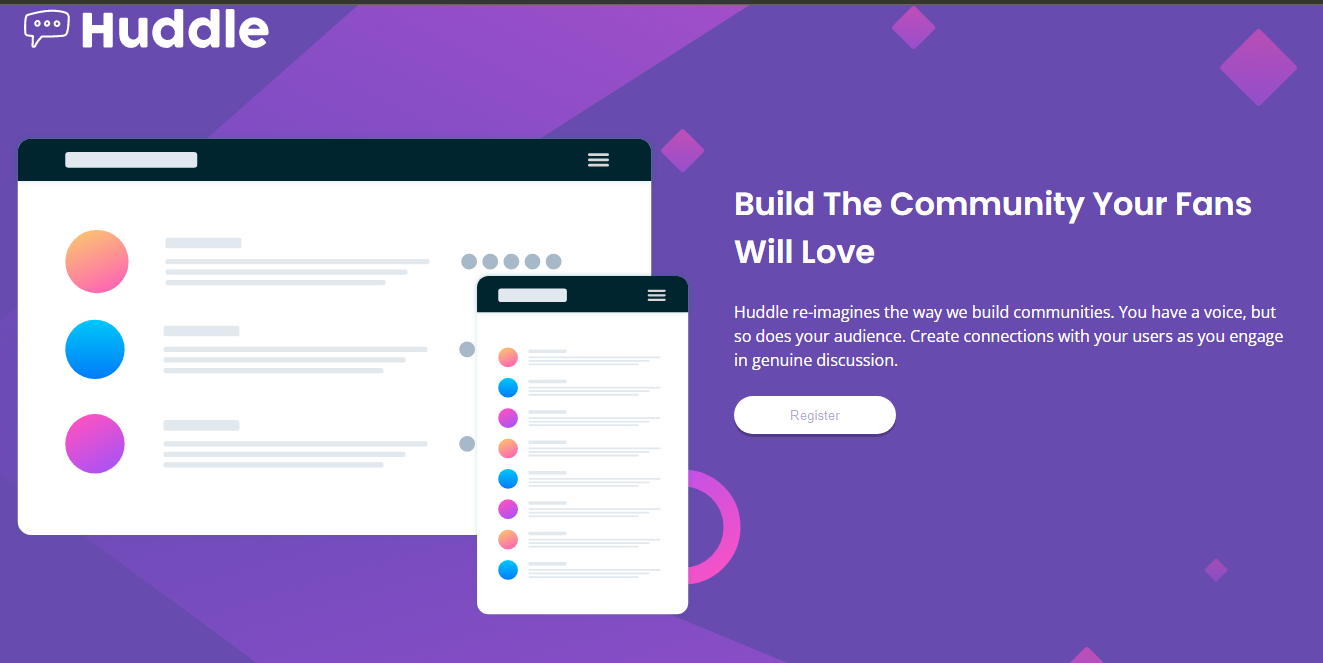 Huddle
Build The Community Your Fans
Will Love
Huddle re-imagines the way we build communities. You have a voice, but
so does your audience. Create connections with your users as you engage
in genuine discussion.
Register